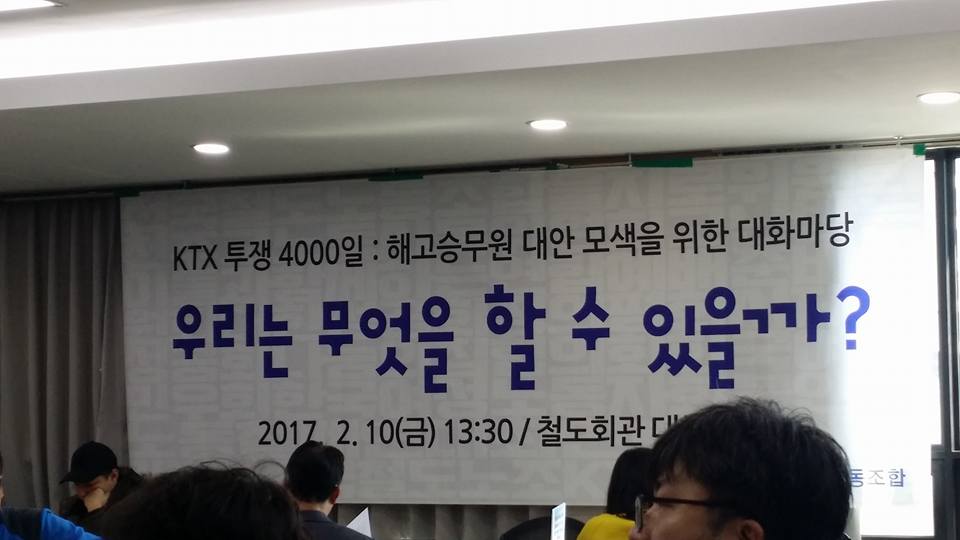 KTX 투쟁 4000일 : 해고승무원 대안 모색을 위한 대화마당
우리는 무엇을 할 수 있을까?
2017. 2. 10(금) 13:30 / 철도회관
동조합